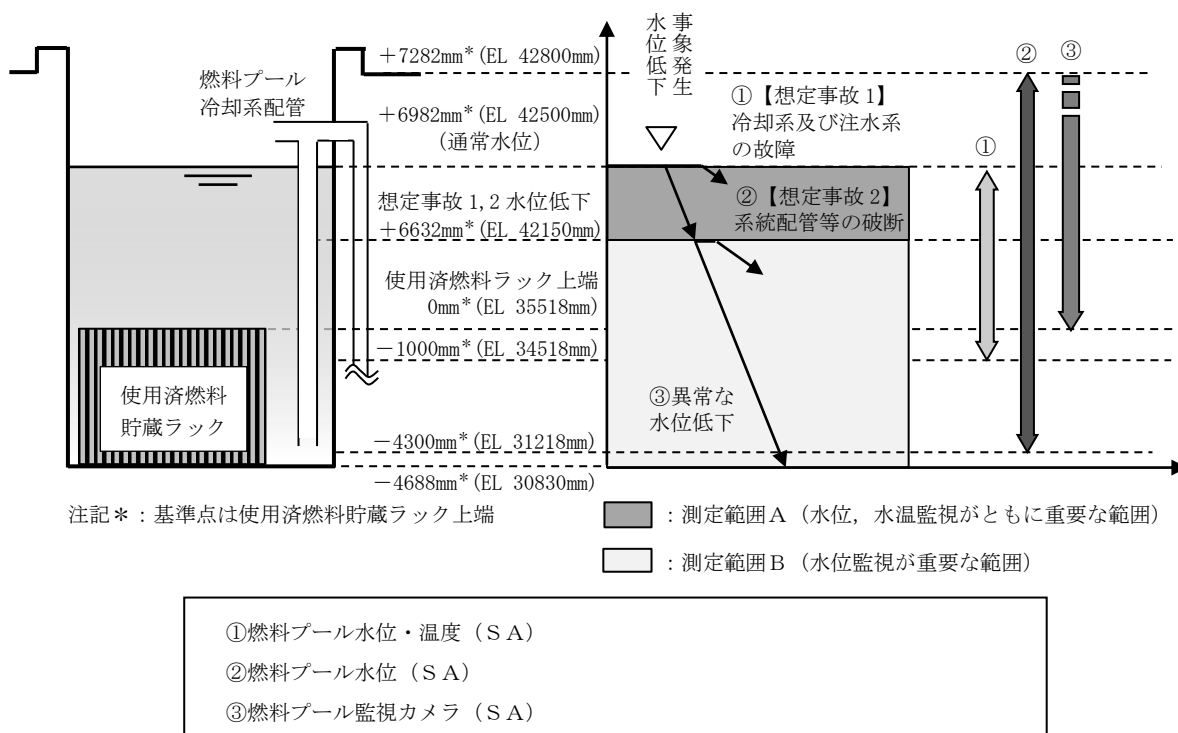 燃料プール
冷却系配管
使用済燃料
貯蔵ラック
+7282mm*(EL 42800mm)
+6982mm*(EL 42500mm)
(通常水位)
想定事故 1,2 水位低下
+6632mm*(EL 42150mm)
使用済燃料ラック上端
0mm*(EL 35518mm)
-1000mm*(EL 34518mm)
-4300mm*(EL 31218mm)
-4688mm*(EL 30830mm)
事象発生
水位低下
①【想定事故 1】
冷却系及び注水系
の故障
②【想定事故 2】
系統配管等の破断
③異常な
水位低下
①
②
③
注記*:基準点は使用済燃料貯蔵ラック上端
:測定範囲A(水位,水温監視がともに重要な範囲)
:測定範囲B(水位監視が重要な範囲)
①燃料プール水位・温度(SA)
②燃料プール水位(SA)
③燃料プール監視カメラ(SA)